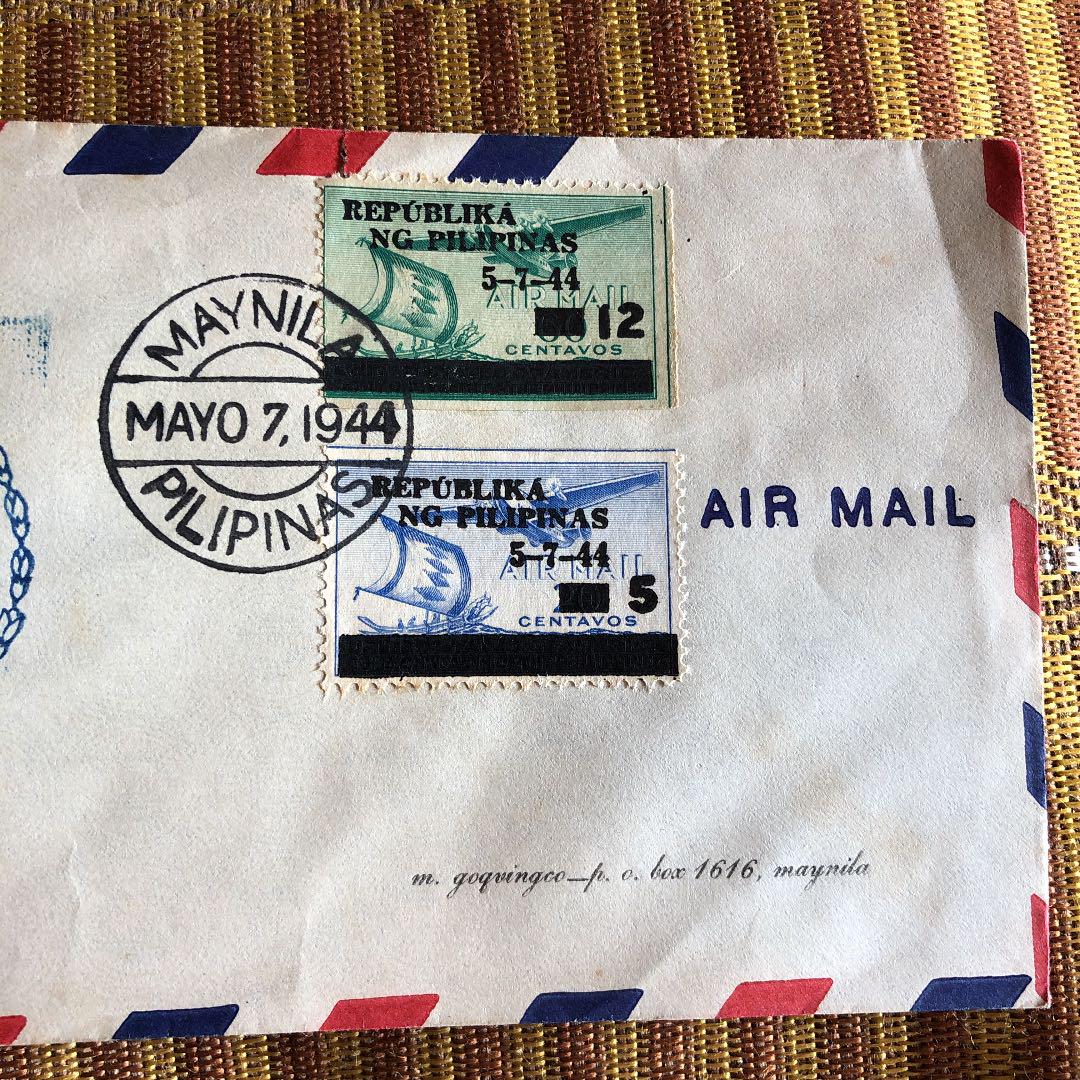 MAYNILA
MAYO 7, 1944
PILIPINAS
REPÚBLIKÁ
NG PILIPINAS
5-7-44
AIR MAIL
12
CENTAVOS
REPÚBLIKÁ
NG PILIPINAS
5-7-44
AIR MAIL
5
CENTAVOS
AIR MAIL
m. goquingco—p. o. box 1616, maynila